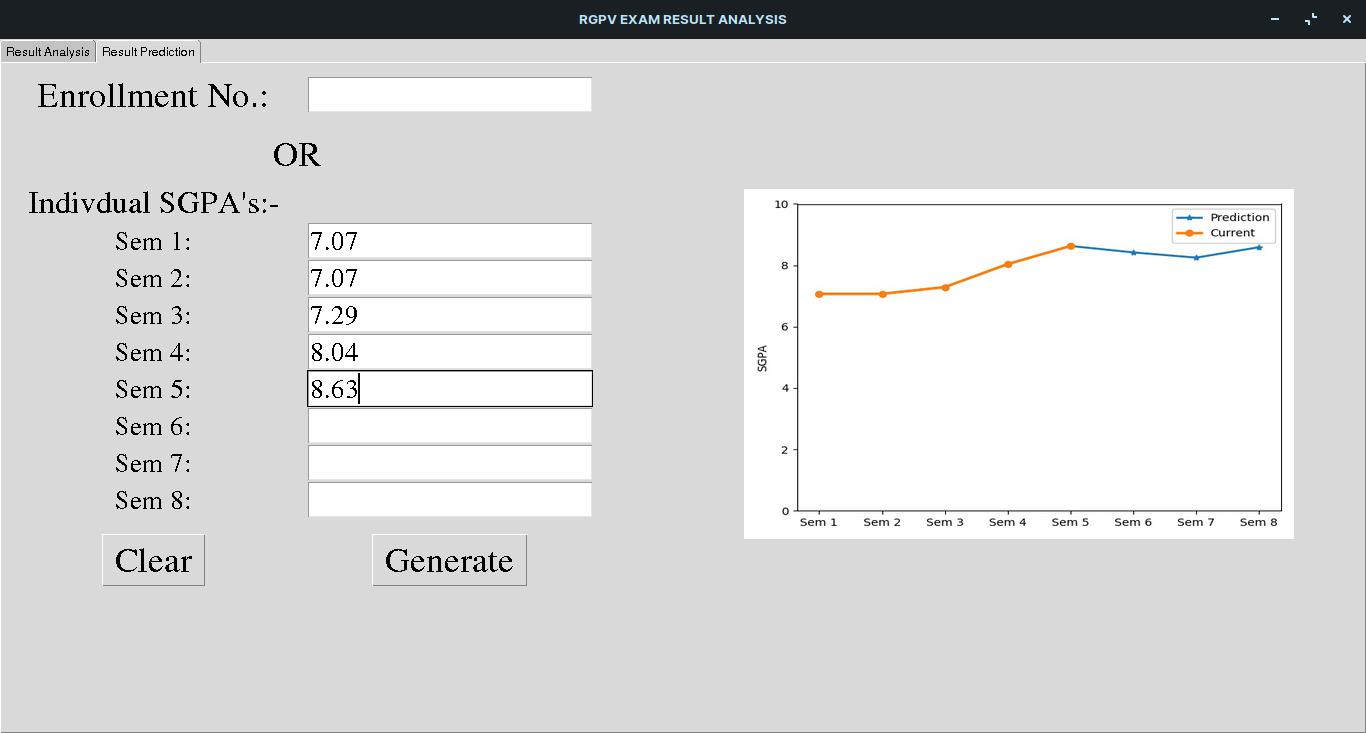 RGPV EXAM RESULT ANALYSIS
Result Analysis Result Prediction
Enrollment No.:
OR
Indivdual SGPA's:-
Sem 1: 7.07
Sem 2: 7.07
Sem 3: 7.29
Sem 4: 8.04
Sem 5: 8.63
Sem 6:
Sem 7:
Sem 8:
Clear Generate
10
8
6
4
2
0
SGPA
Prediction
Current
Sem 1 Sem 2 Sem 3 Sem 4 Sem 5 Sem 6 Sem 7 Sem 8